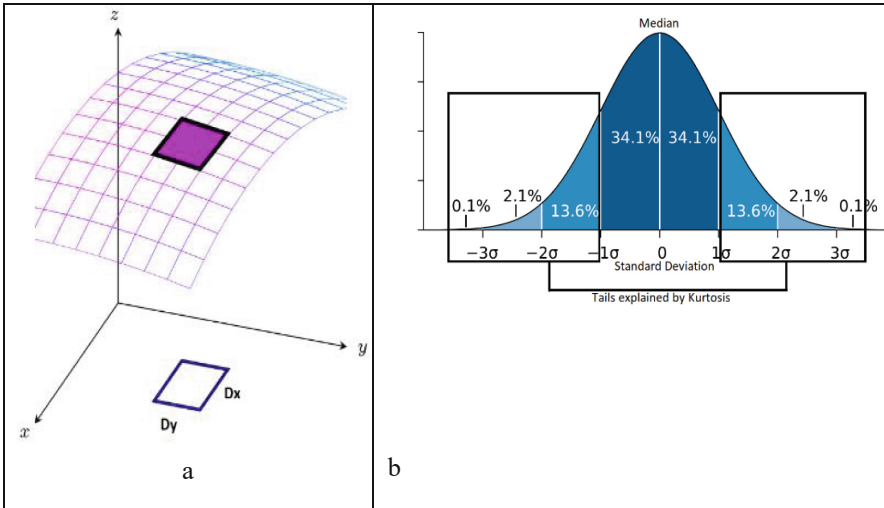 z
y
x
Dx
Dy
a
Median
34.1% 34.1%
0.1% 2.1% 13.6% 13.6% 2.1% 0.1%
−3σ −2σ −1σ 0 1σ 2σ 3σ
Standard Deviation
Tails explained by Kurtosis
b